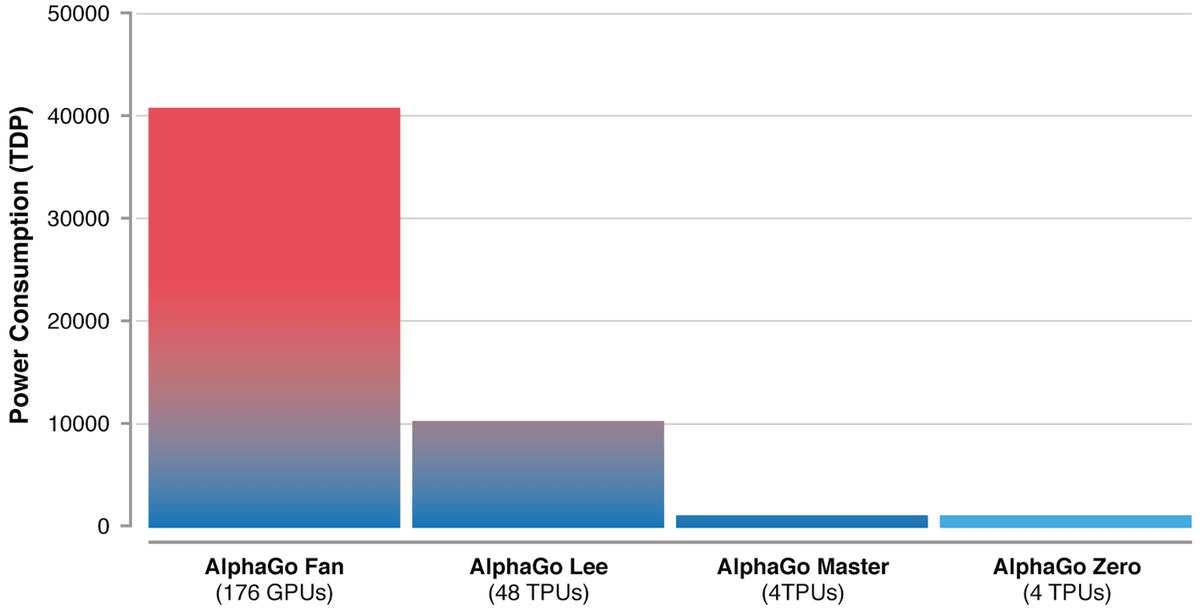 Power Consumption (TDP)
50000
40000
30000
20000
10000
0
AlphaGo Fan
(176 GPUs)
AlphaGo Lee
(48 TPUs)
AlphaGo Master
(4TPUs)
AlphaGo Zero
(4 TPUs)